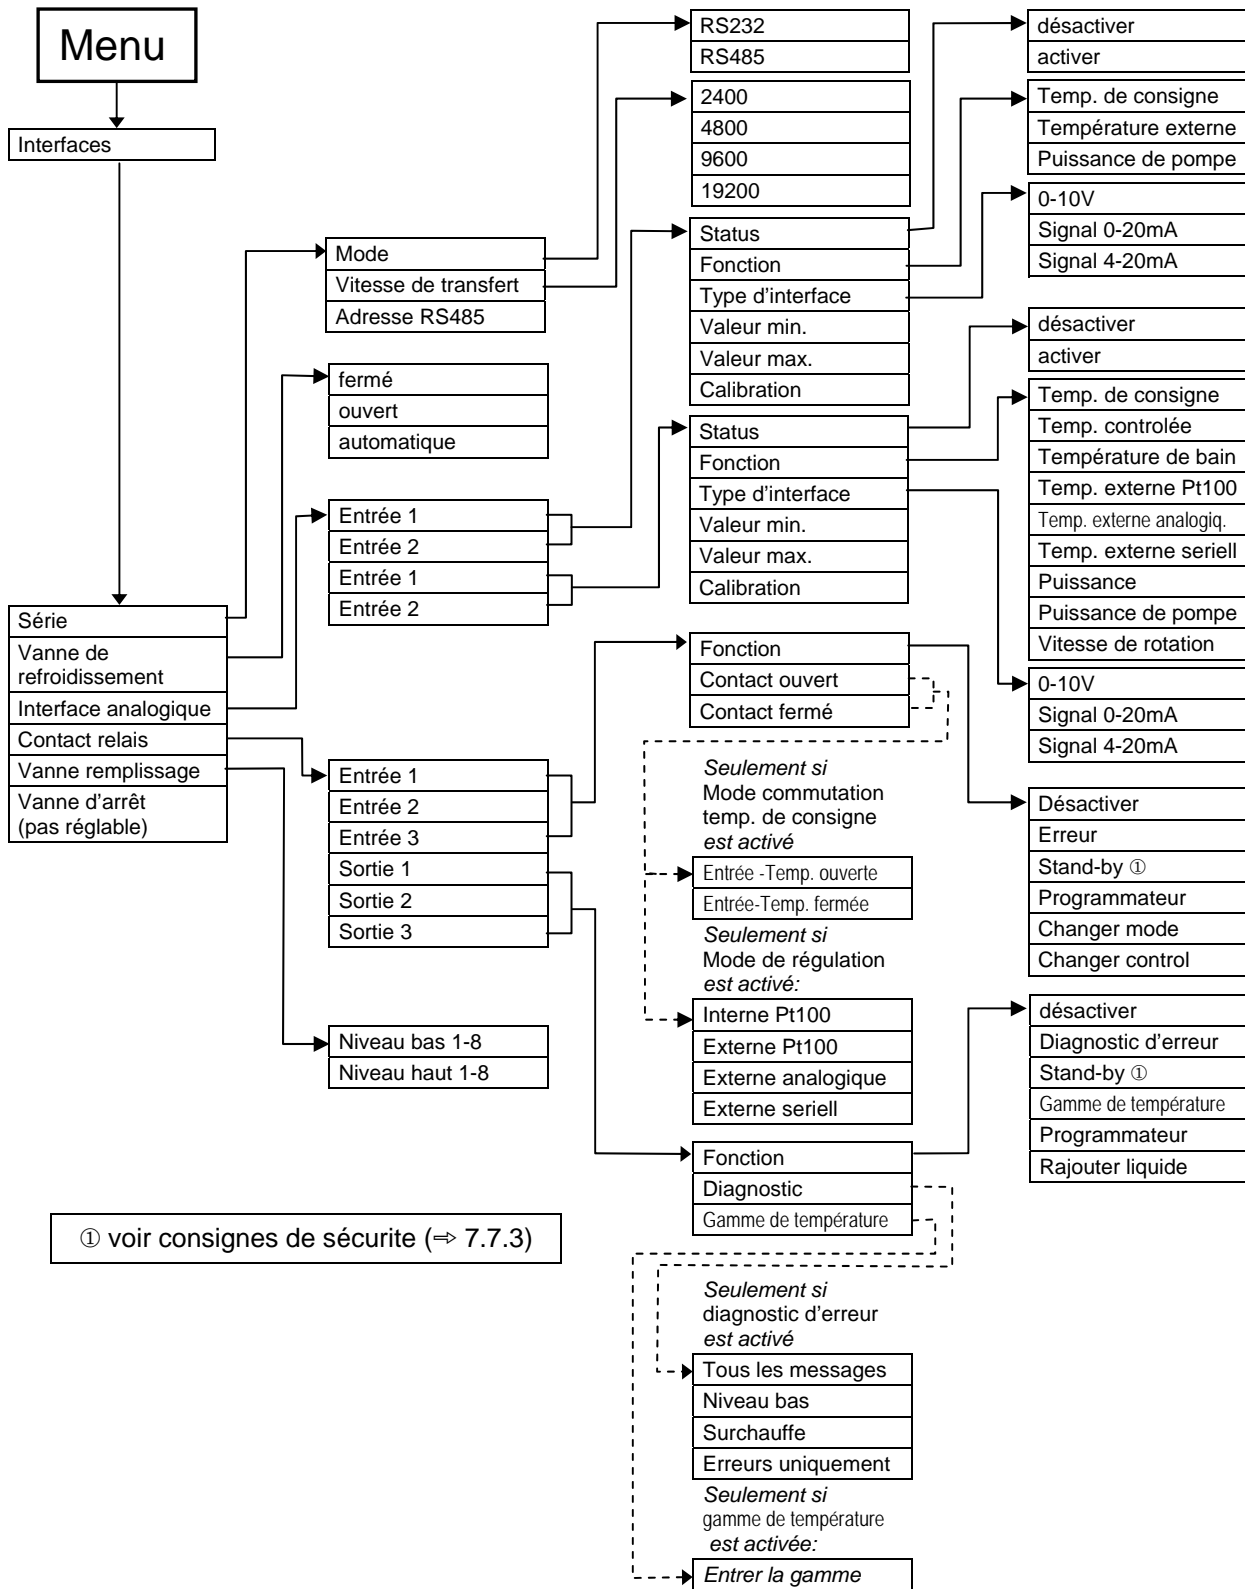 Menu
Interfaces
Série
Vanne de
refroidissement
Interface analogique
Contact relais
Vanne remplissage
Vanne d'arrêt
(pas réglable)
Mode
Vitesse de transfert
Adresse RS485
fermé
ouvert
automatique
Entrée 1
Entrée 2
Entrée 1
Entrée 2
Entrée 1
Entrée 2
Entrée 3
Sortie 1
Sortie 2
Sortie 3
Niveau bas 1-8
Niveau haut 1-8
RS232
RS485
2400
4800
9600
19200
Status
Fonction
Type d'interface
Valeur min.
Valeur max.
Calibration
Status
Fonction
Type d'interface
Valeur min.
Valeur max.
Calibration
Fonction
Contact ouvert
Contact fermé
Seulement si
Mode commutation
temp. de consigne
est activé
Entrée -Temp. ouverte
Entrée-Temp. fermée
Seulement si
Mode de régulation
est activé:
Interne Pt100
Externe Pt100
Externe analogique
Externe seriell
Fonction
Diagnostic
Gamme de température
Seulement si
diagnostic d'erreur
est activé
Tous les messages
Niveau bas
Surchauffe
Erreurs uniquement
Seulement si
gamme de température
est activée:
Entrer la gamme
désactiver
activer
Temp. de consigne
Température externe
Puissance de pompe
0-10V
Signal 0-20mA
Signal 4-20mA
désactiver
activer
Temp. de consigne
Temp. controlée
Température de bain
Temp. externe Pt100
Temp. externe analogiq.
Temp. externe seriell
Puissance
Puissance de pompe
Vitesse de rotation
0-10V
Signal 0-20mA
Signal 4-20mA
Désactiver
Erreur
Stand-by ①
Programmateur
Changer mode
Changer control
désactiver
Diagnostic d'erreur
Stand-by ①
Gamme de température
Programmateur
Rajouter liquide
① voir consignes de sécurite (⇨ 7.7.3)